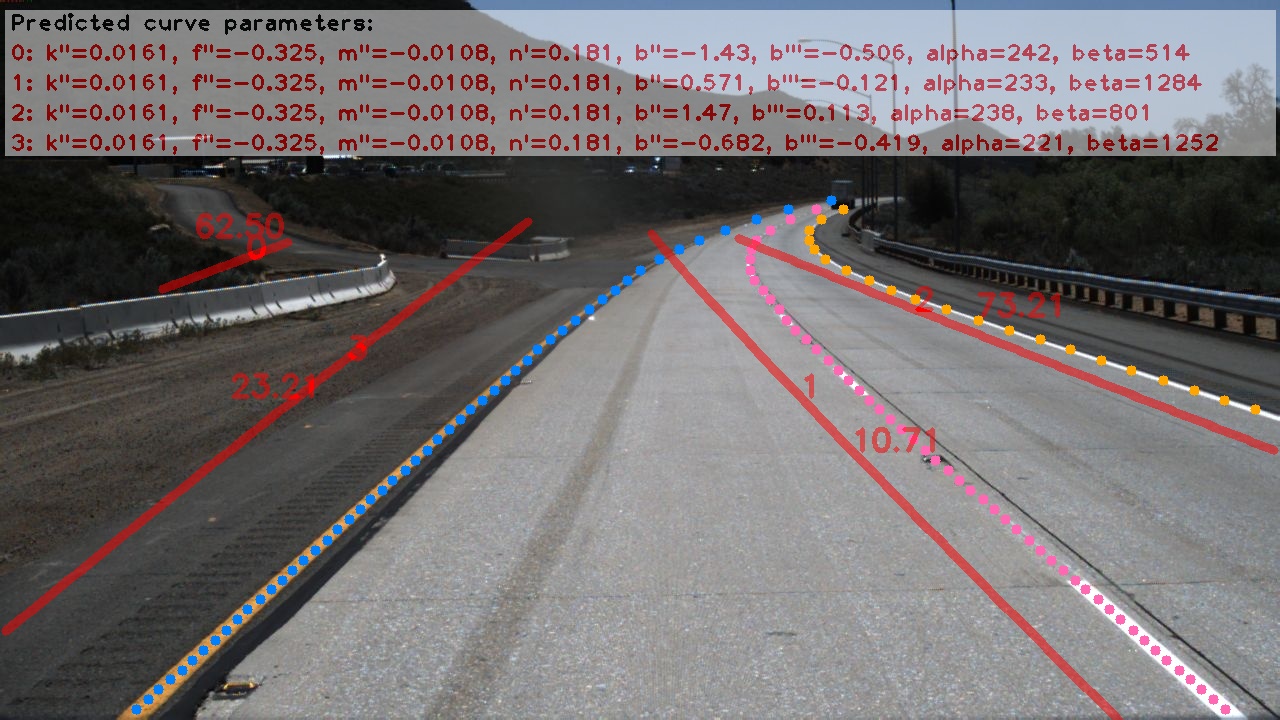 Predicted curve parameters:
0: k''=0.0161, f''=−0.325, m''=−0.0108, n'=0.181, b''=−1.43, b'''=−0.506, alpha=242, beta=514
1: k''=0.0161, f''=−0.325, m''=−0.0108, n'=0.181, b''=0.571, b'''=−0.121, alpha=233, beta=1284
2: k''=0.0161, f''=−0.325, m''=−0.0108, n'=0.181, b''=1.47, b'''=0.113, alpha=238, beta=801
3: k''=0.0161, f''=−0.325, m''=−0.0108, n'=0.181, b''=−0.682, b'''=−0.419, alpha=221, beta=1252
62.50
0
2 73.21
3
23.21
1
10.71